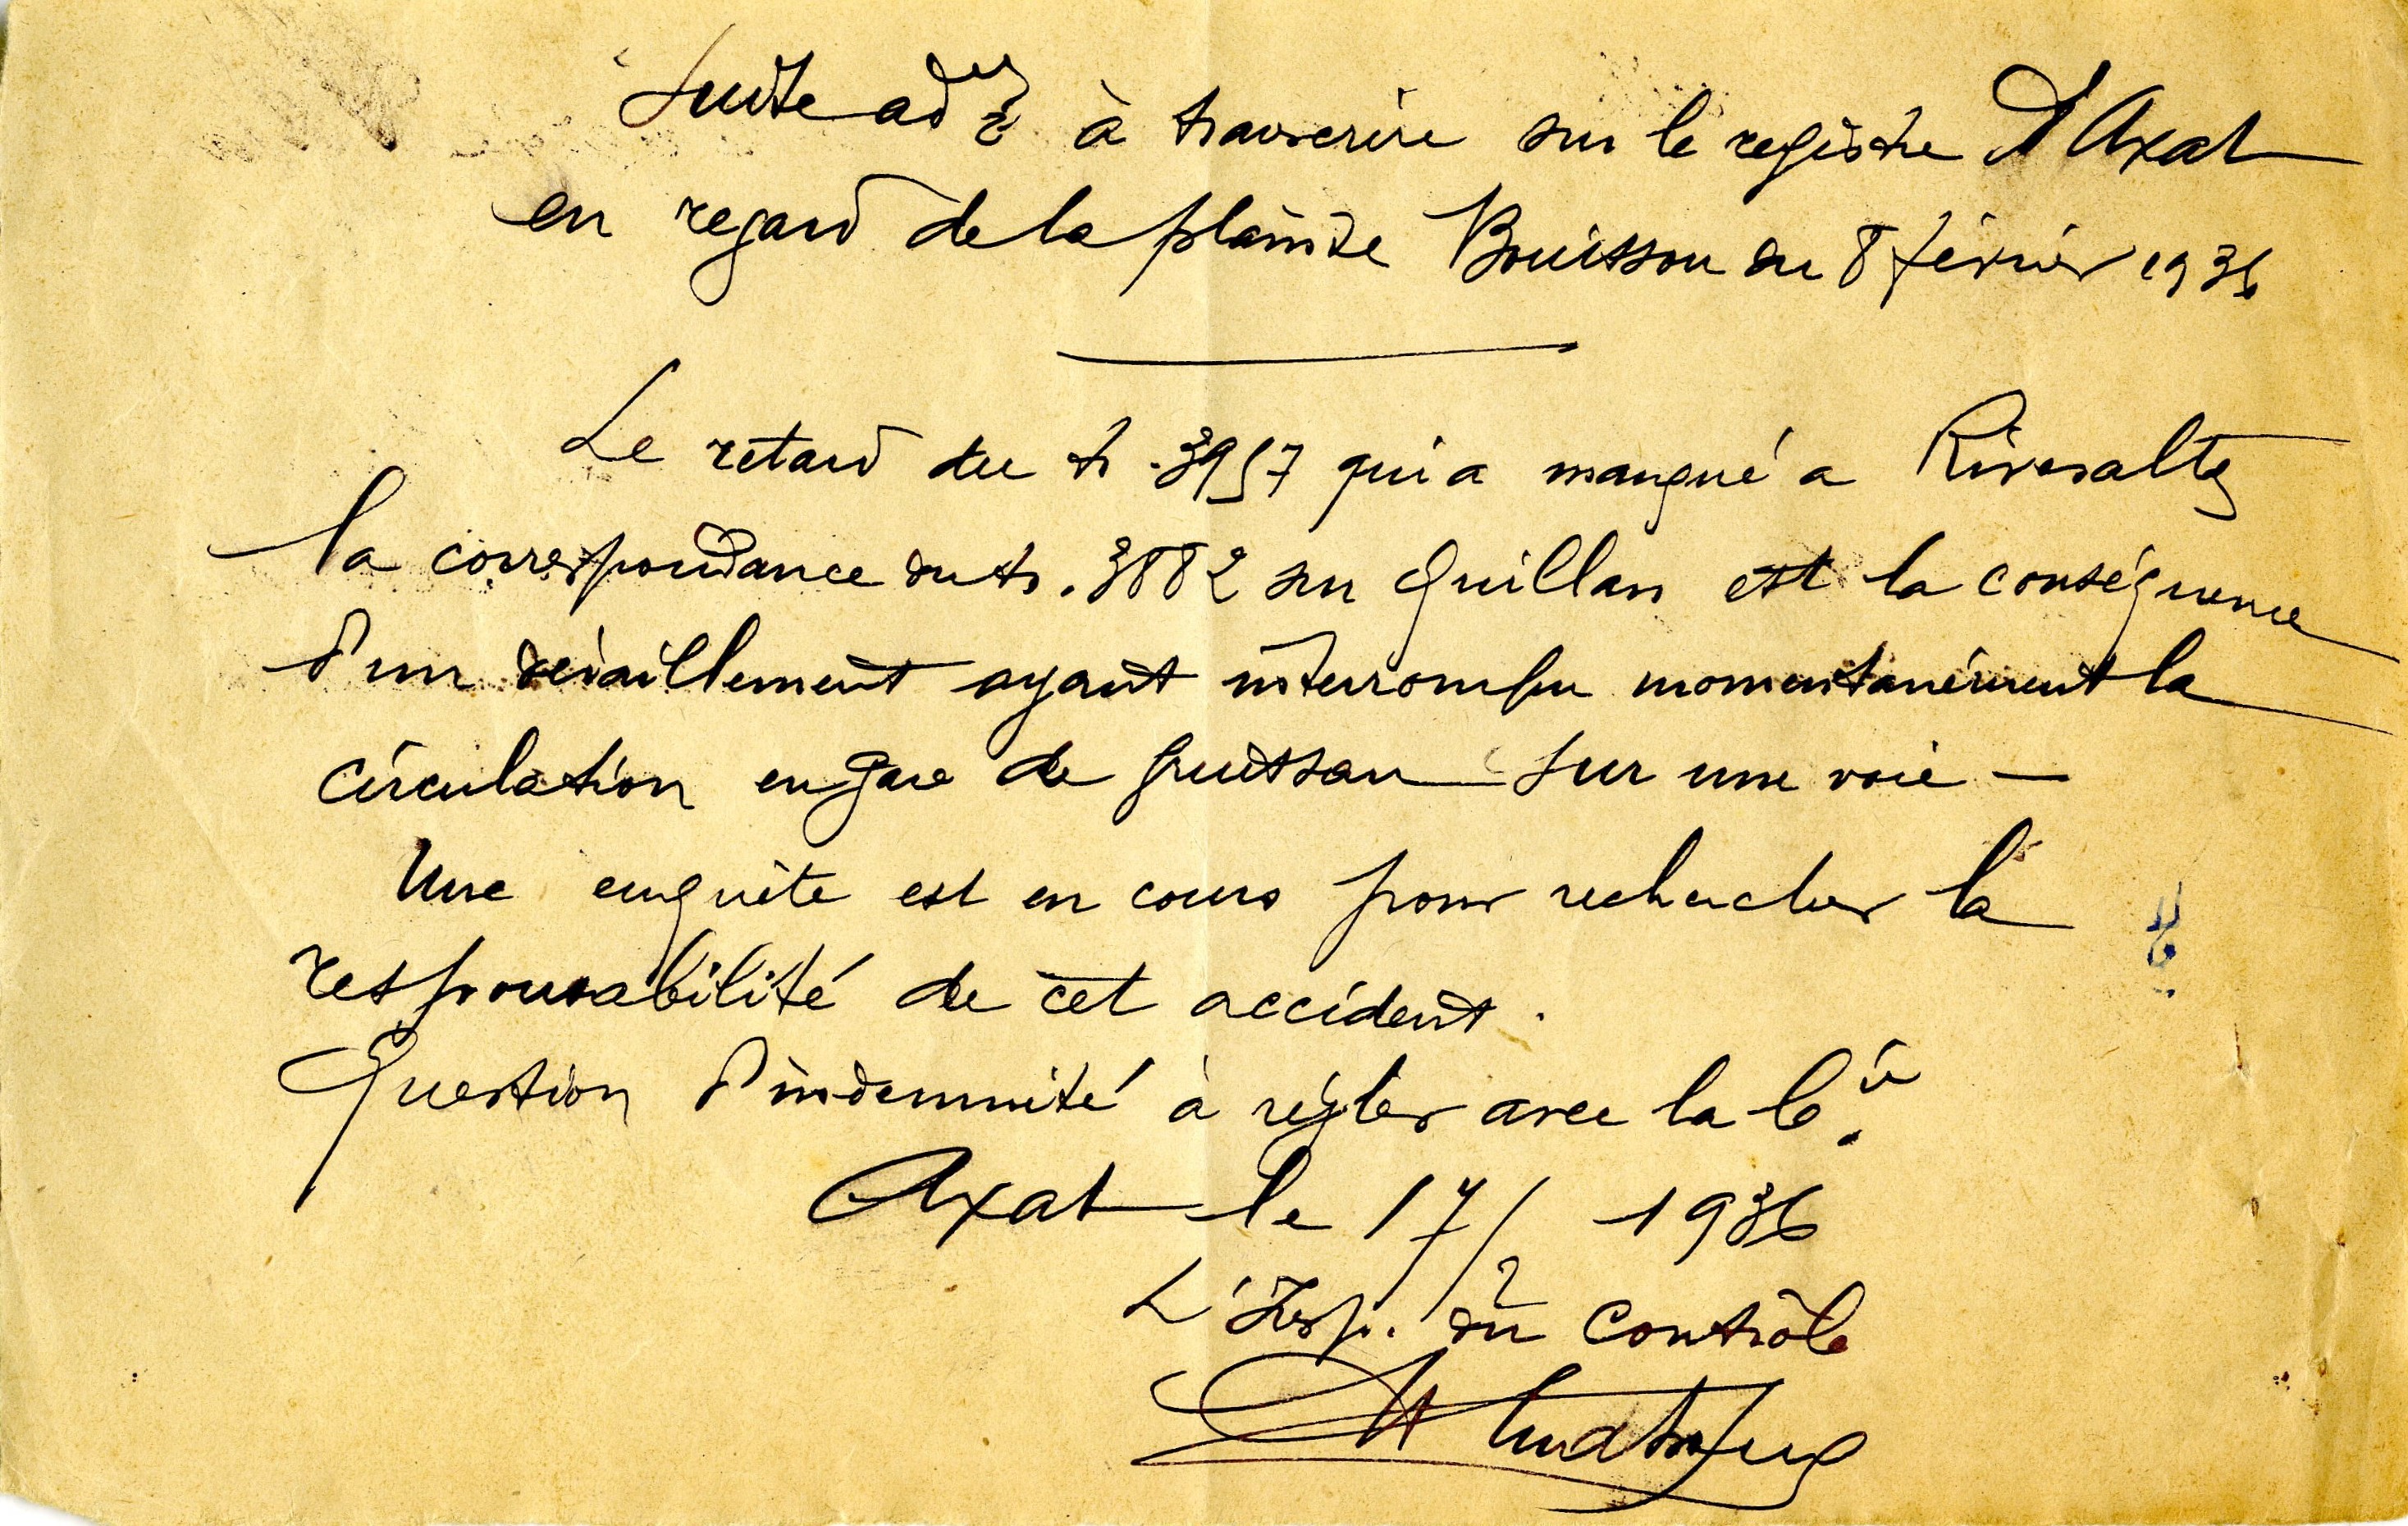 Suite à transcrire sur le registre d'Axat
en regard de la plainte Bouisson du 8 février 1936
Le retard du tr. 3957 qui a manqué a Rivesaltes
la correspondance du tr. 3882 sur Quillan est la conséquence
d'un déraillement ayant interrompu momentanément la
circulation en gare de Gruissan sur une voie —
Une enquête est en cours pour rechercher la
responsabilité de cet accident.
Question d'indemnité à régler avec la Cie.
Axat le 17/2 1936
L'Insp. du Contrôle